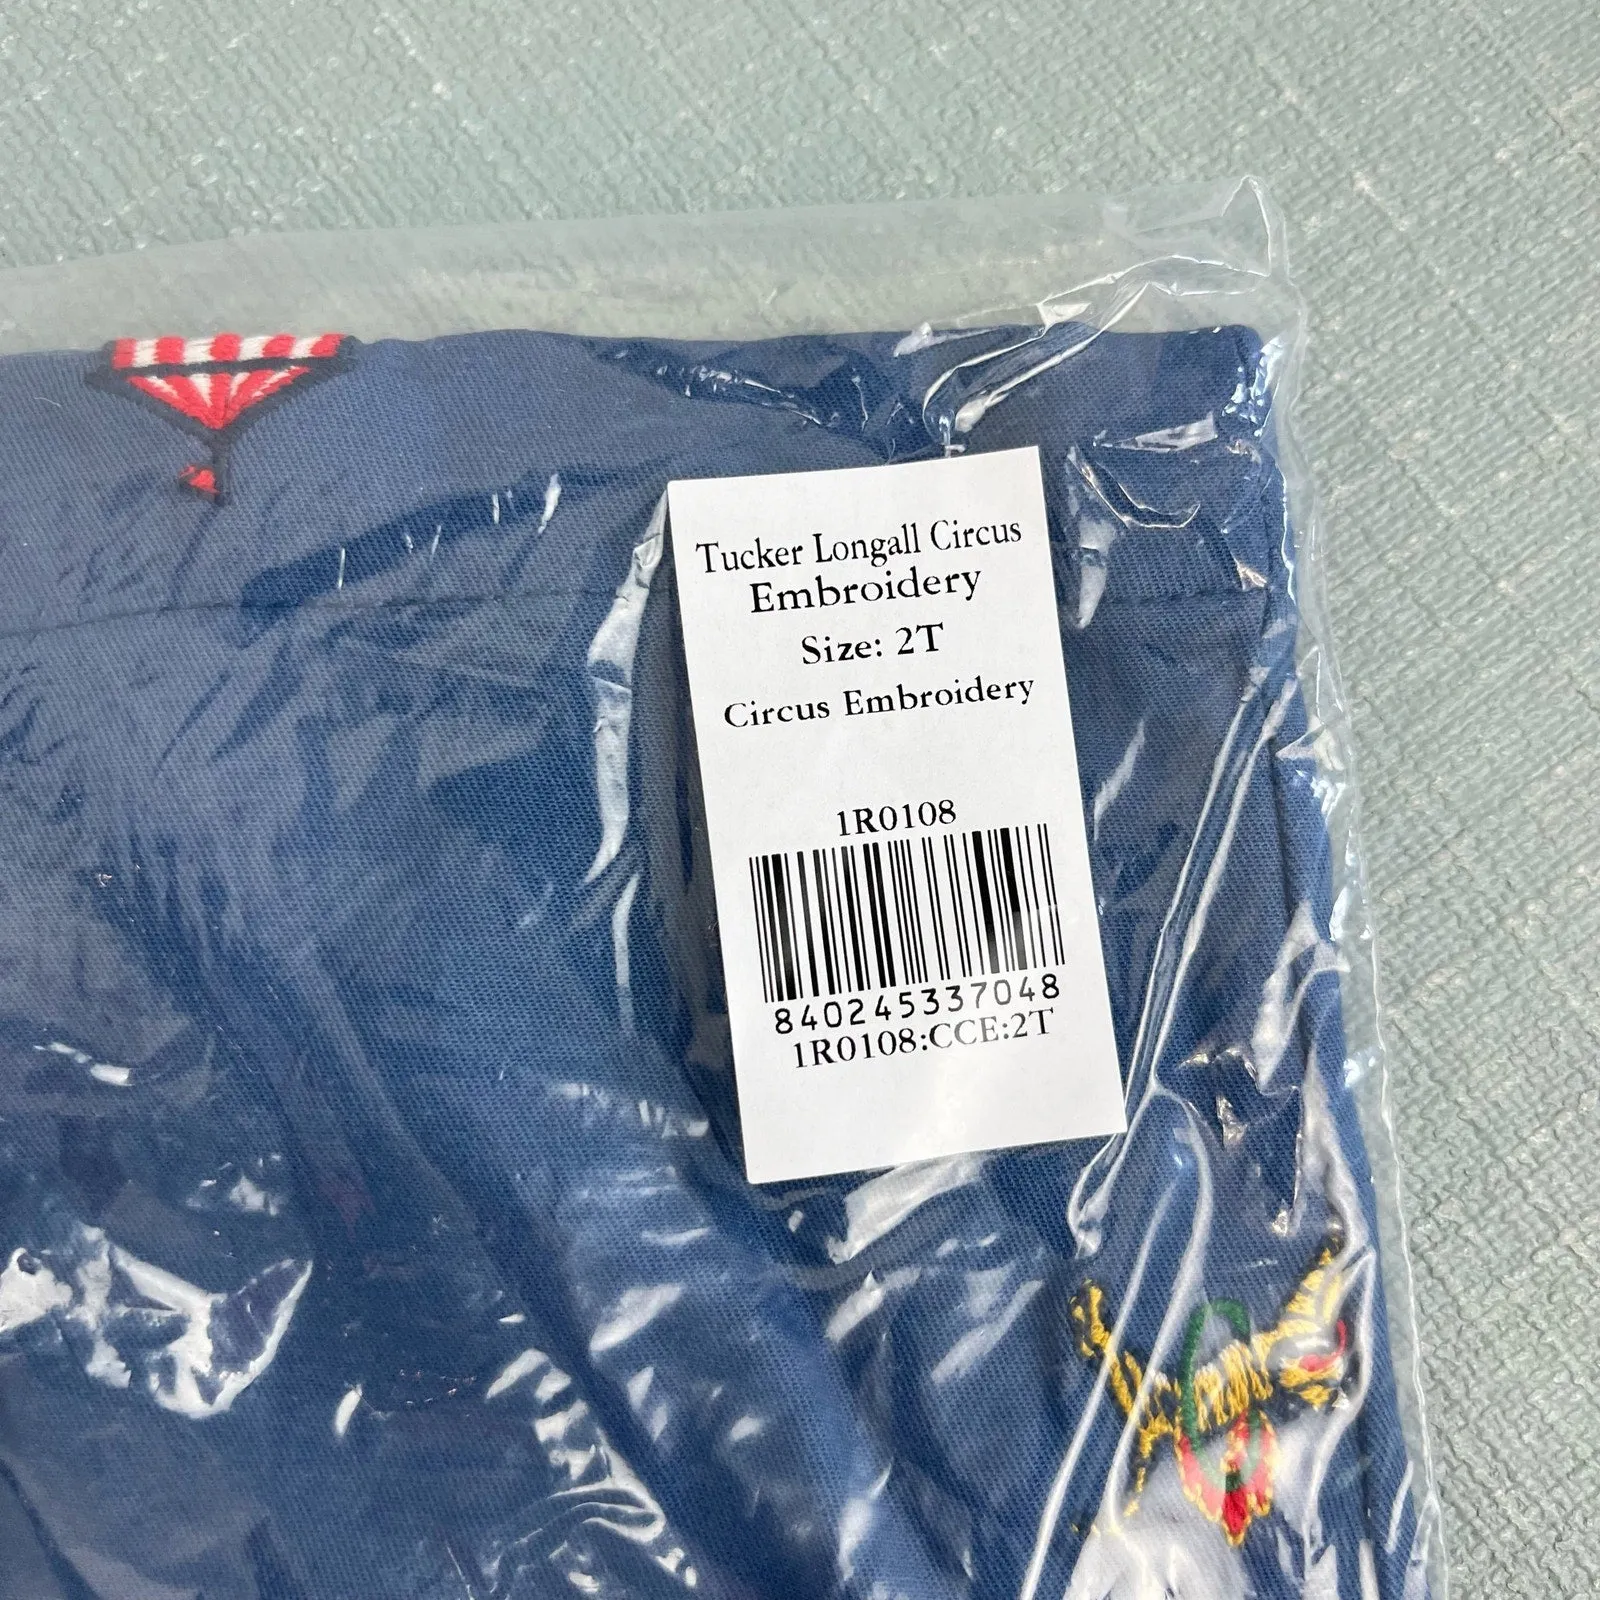 Tucker Longall Circus
Embroidery
Size: 2T
Circus Embroidery
1R0108
840245337048
1R0108:CCE:2T